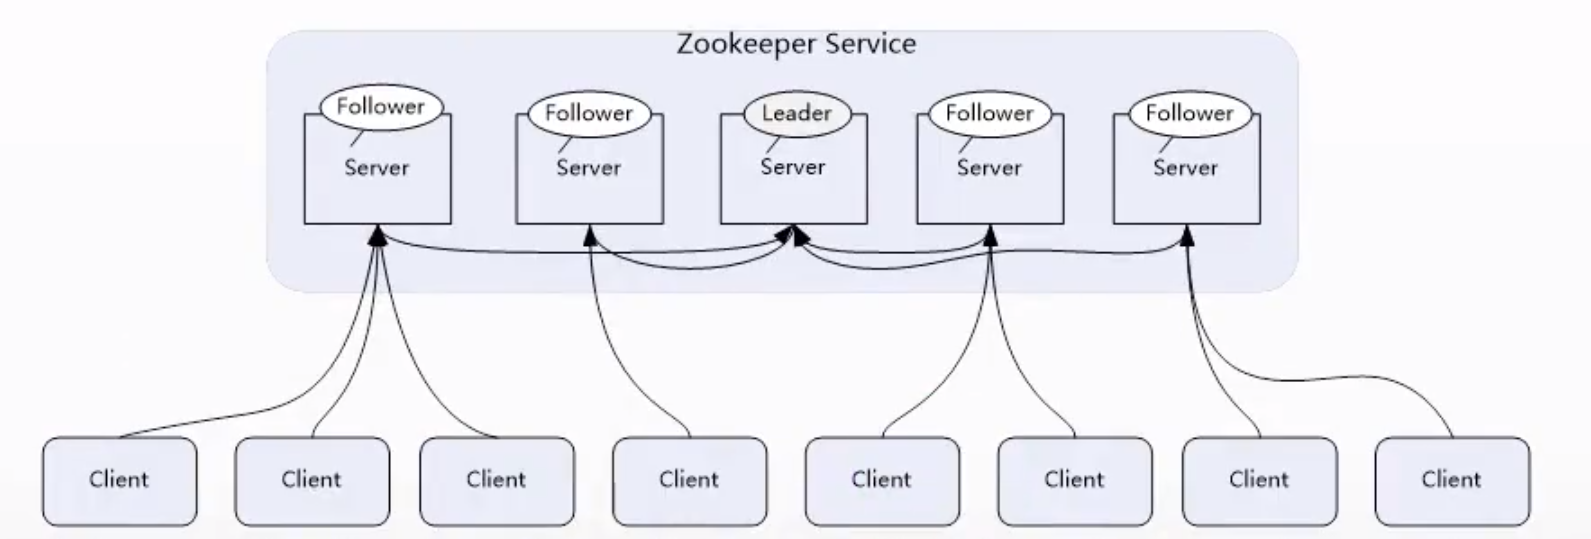 Zookeeper Service
Follower
Follower
Leader
Follower
Follower
Server
Server
Server
Server
Server
Client
Client
Client
Client
Client
Client
Client
Client